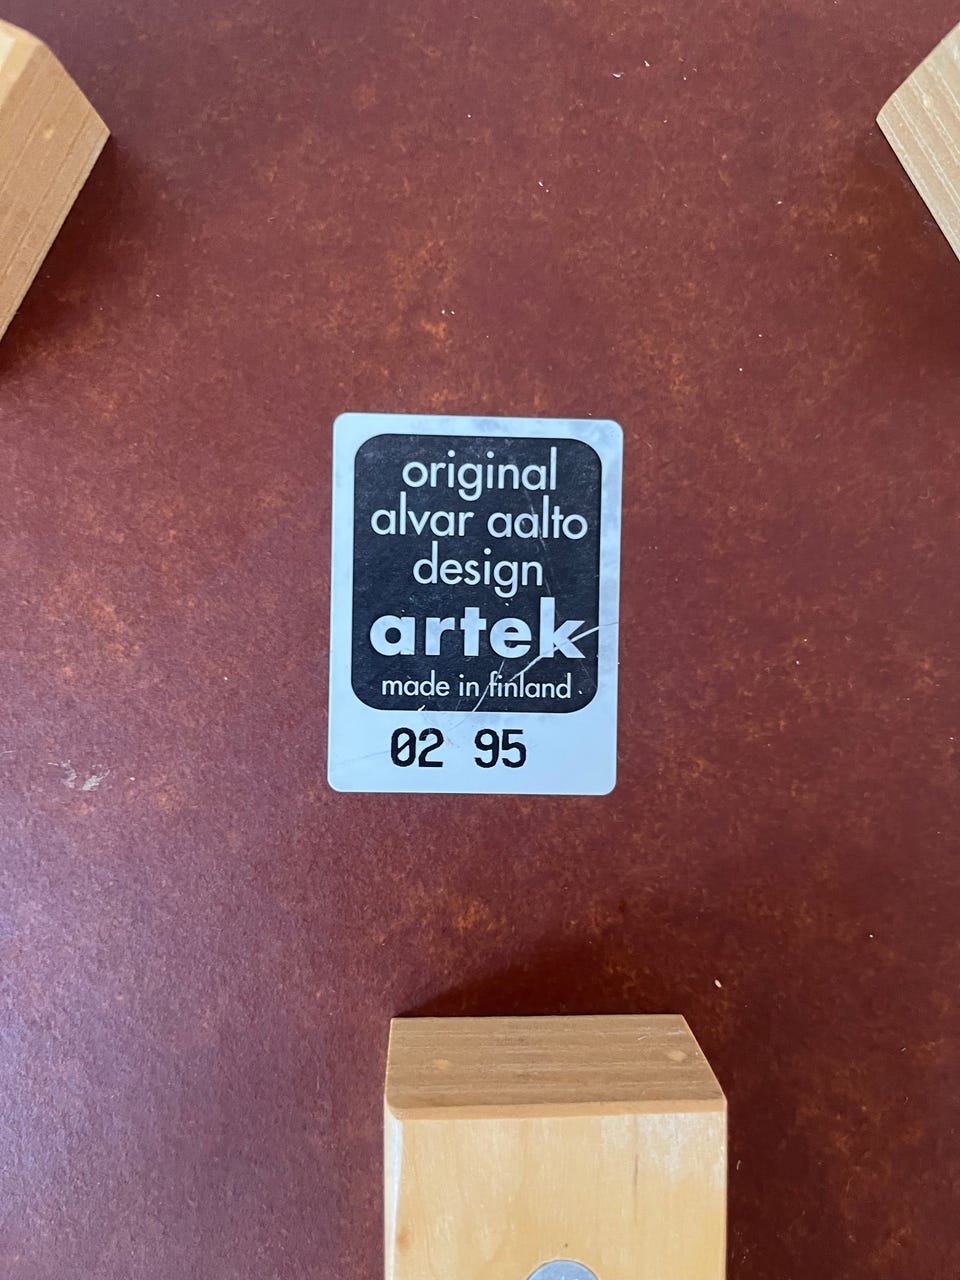 original
alvar aalto
design
artek
made in finland
02 95